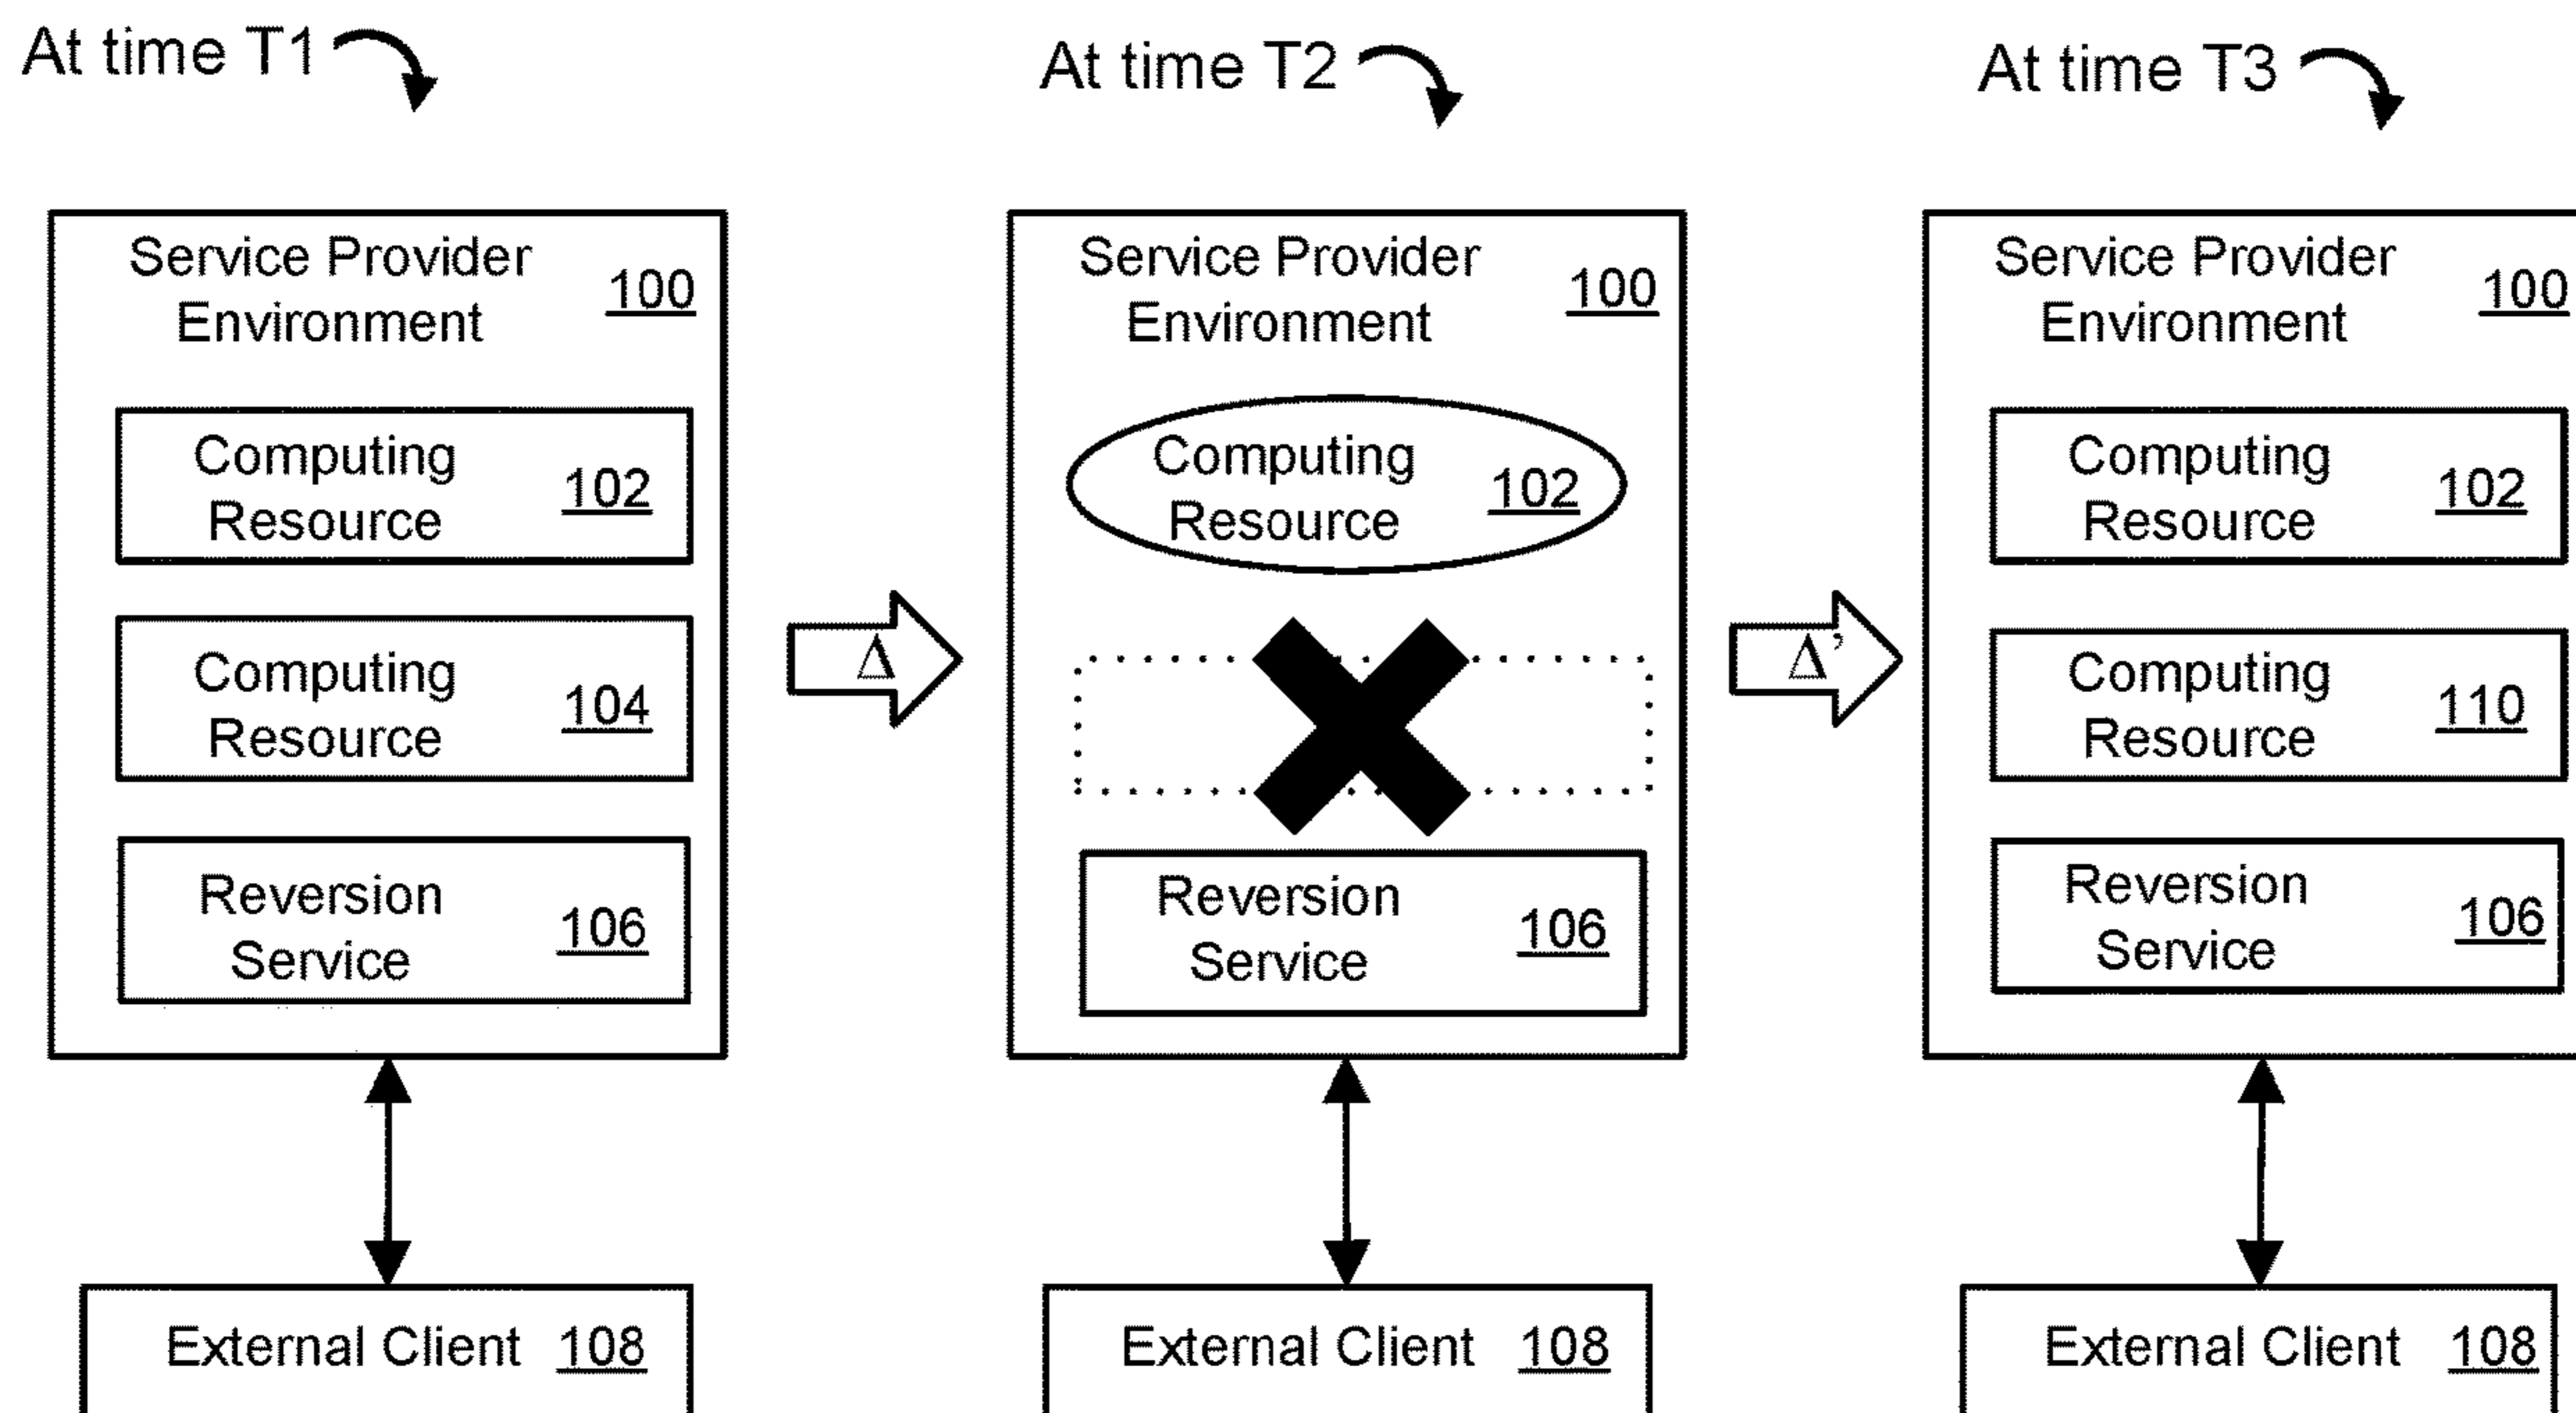 At time T1
Service Provider
Environment
100
Computing
Resource
102
Computing
Resource
104
Reversion
Service
106
External Client 108
Δ
At time T2
Service Provider
Environment
100
Computing
Resource
102
Reversion
Service
106
External Client 108
Δ’
At time T3
Service Provider
Environment
100
Computing
Resource
102
Computing
Resource
110
Reversion
Service
106
External Client 108